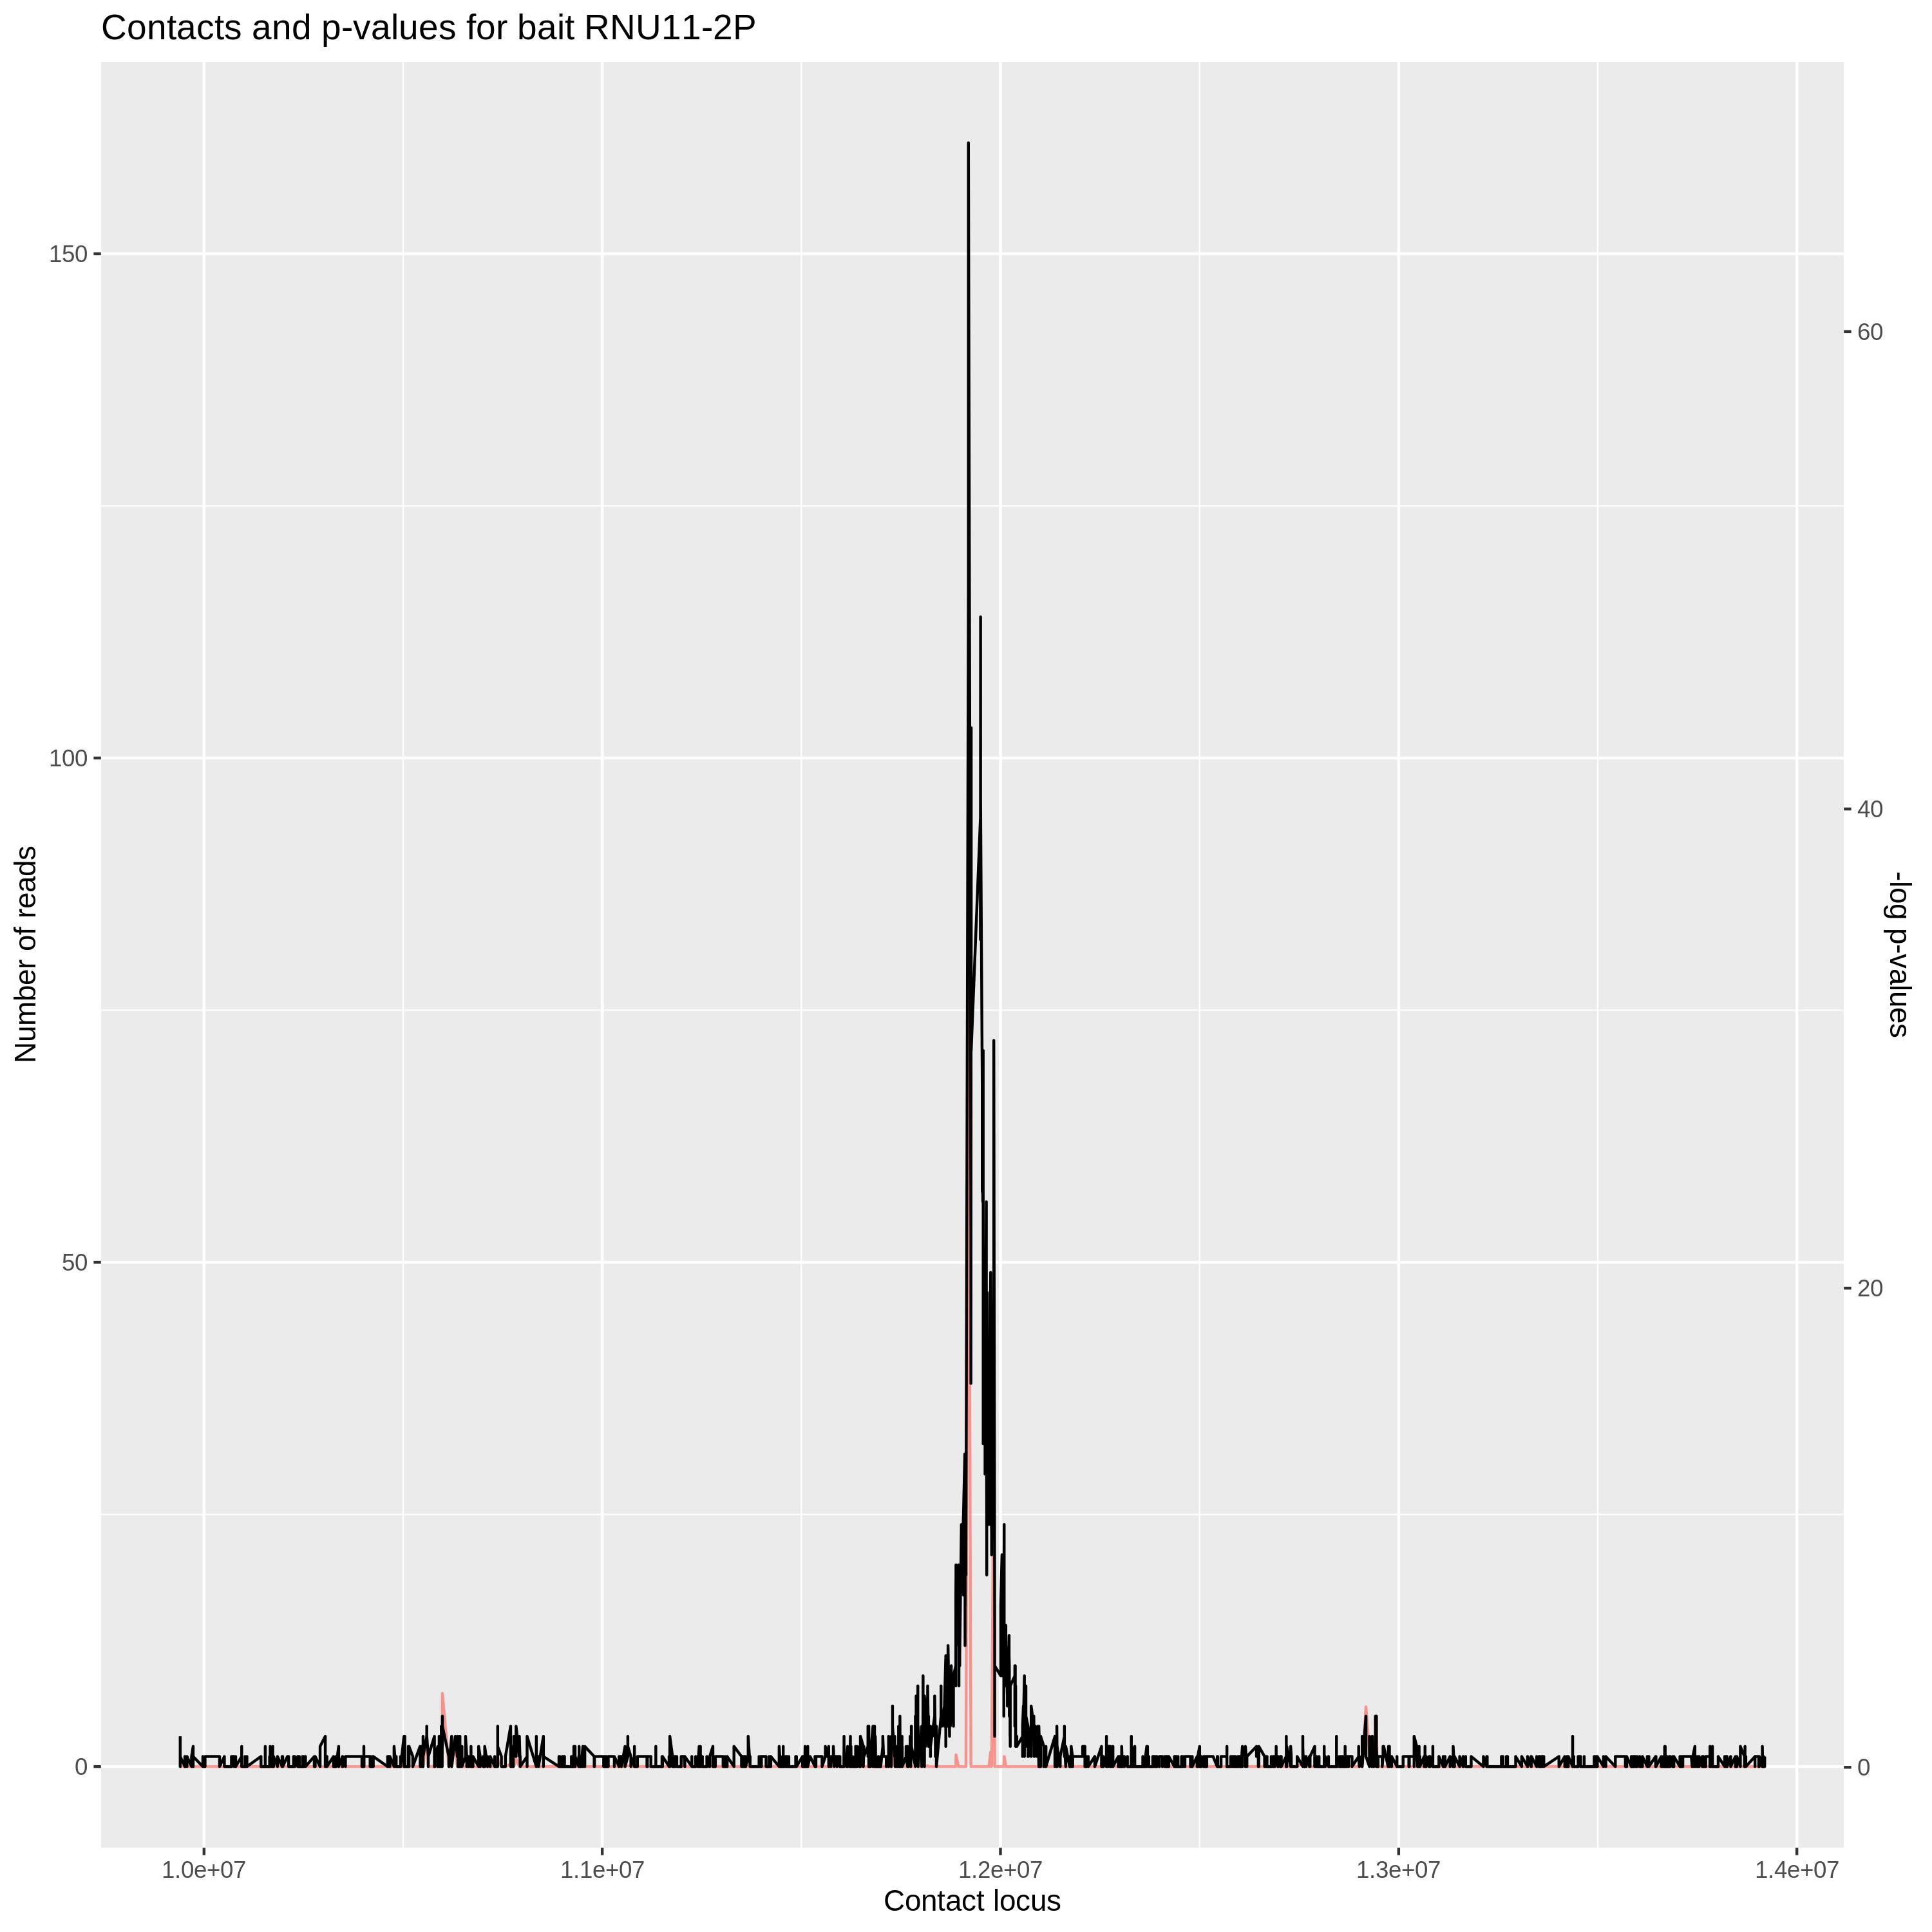 Contacts and p-values for bait RNU11-2P
150
100
50
0
Number of reads
60
40
20
0
-log p-values
1.0e+07
1.1e+07
1.2e+07
1.3e+07
1.4e+07
Contact locus